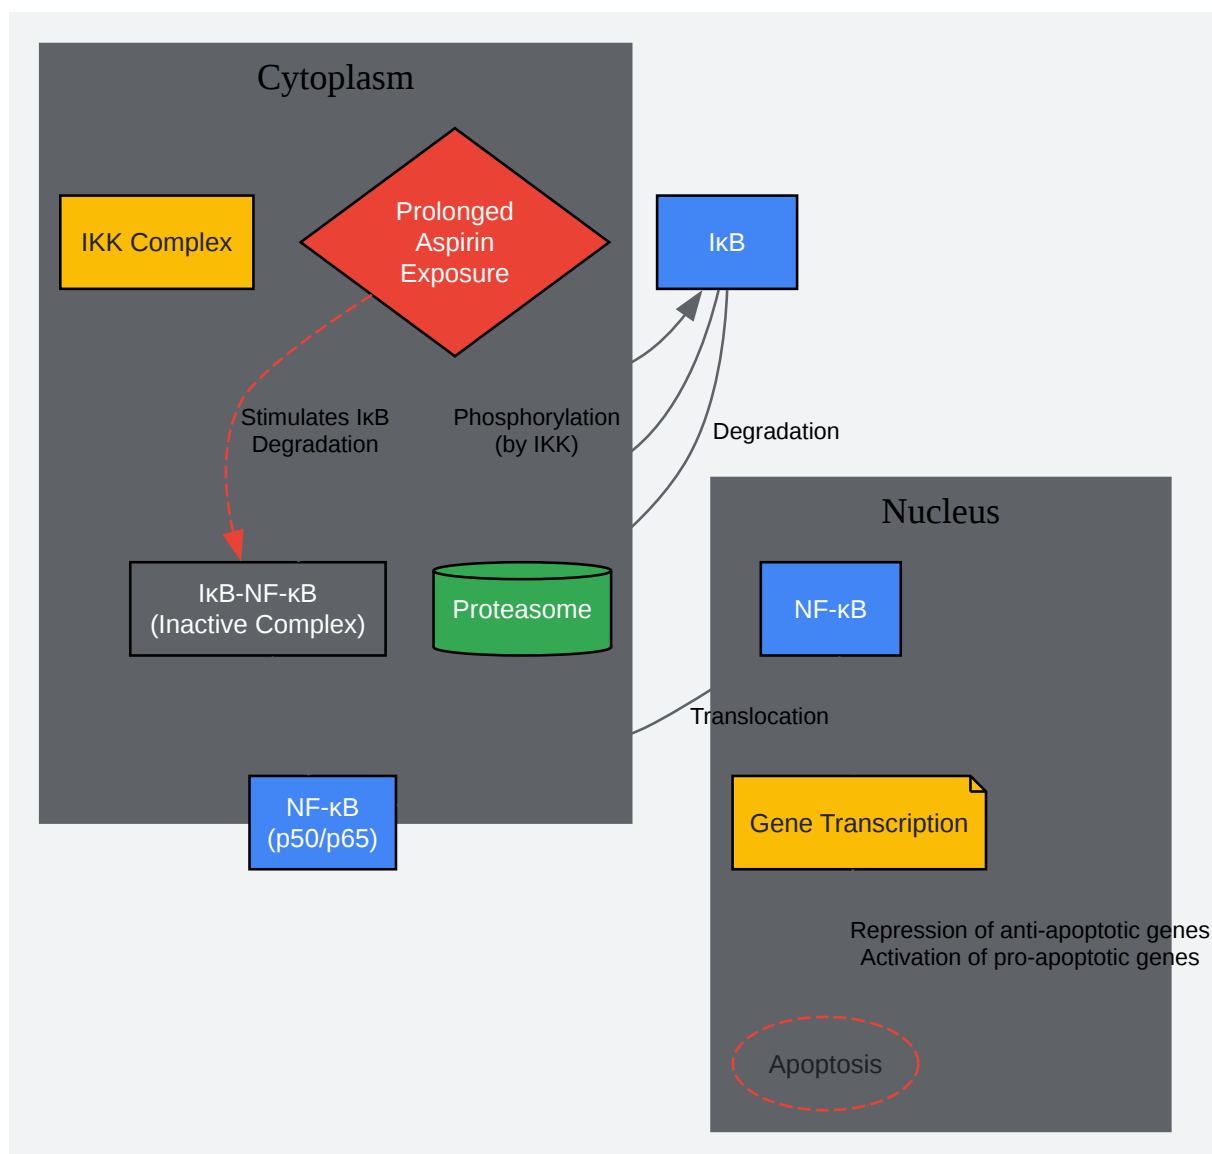 Cytoplasm
IKK Complex
Prolonged
Aspirin
Exposure
IκB
Stimulates IκB
Degradation
Phosphorylation
(by IKK)
Degradation
Nucleus
IκB-NF-κB
(Inactive Complex)
Proteasome
NF-κB
Translocation
NF-κB
(p50/p65)
Gene Transcription
Repression of anti-apoptotic genes
Activation of pro-apoptotic genes
Apoptosis